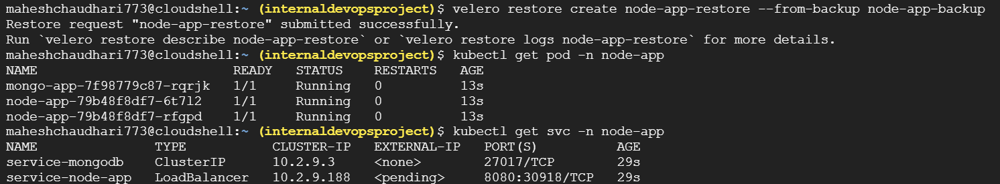 maheshchaudhari773@cloudshell:~ (internaldevopsproject)$ velero restore create node-app-restore --from-backup node-app-backup
Restore request "node-app-restore" submitted successfully.
Run `velero restore describe node-app-restore` or `velero restore logs node-app-restore` for more details.
maheshchaudhari773@cloudshell:~ (internaldevopsproject)$ kubectl get pod -n node-app
NAME                        READY   STATUS    RESTARTS   AGE
mongo-app-7f98779c87-rqrjk   1/1     Running   0          13s
node-app-79b48f8df7-6t7l2    1/1     Running   0          13s
node-app-79b48f8df7-rfgpd    1/1     Running   0          13s
maheshchaudhari773@cloudshell:~ (internaldevopsproject)$ kubectl get svc -n node-app
NAME               TYPE           CLUSTER-IP   EXTERNAL-IP   PORT(S)          AGE
service-mongodb    ClusterIP      10.2.9.3     <none>        27017/TCP        29s
service-node-app   LoadBalancer   10.2.9.188   <pending>     8080:30918/TCP   29s